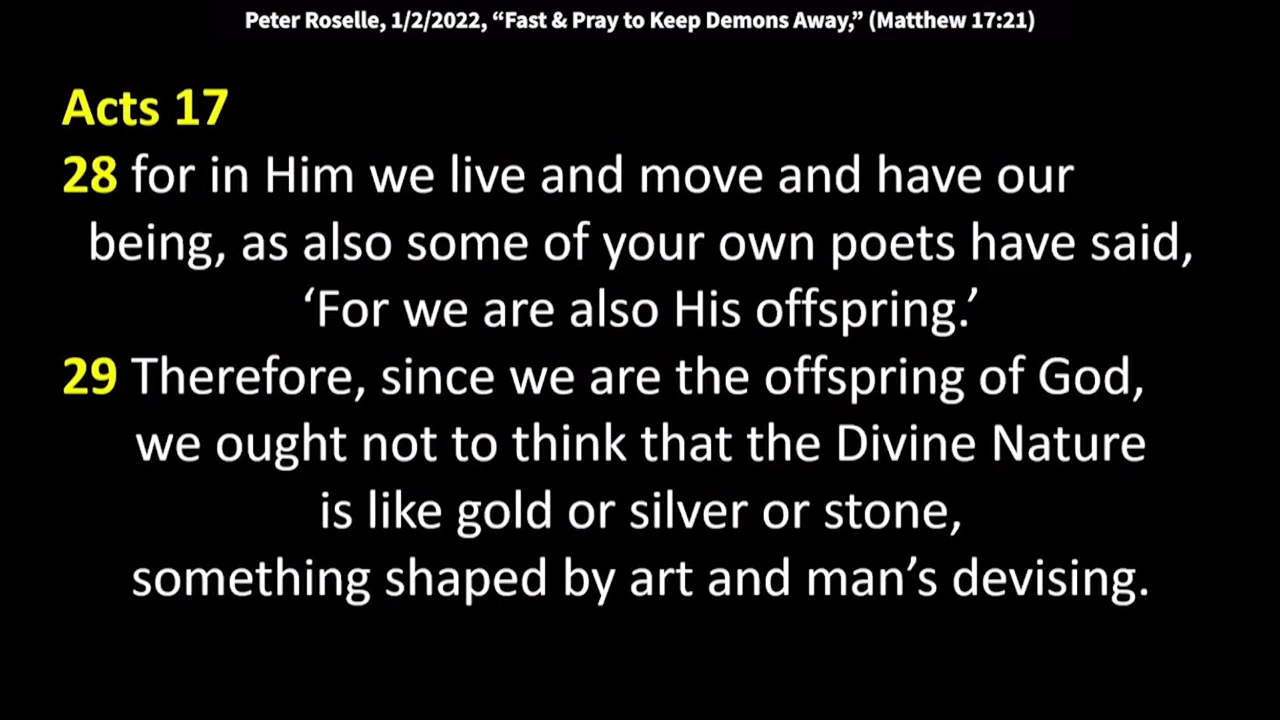 Peter Roselle, 1/2/2022, “Fast & Pray to Keep Demons Away,” (Matthew 17:21)
Acts 17
28 for in Him we live and move and have our
being, as also some of your own poets have said,
‘For we are also His offspring.’
29 Therefore, since we are the offspring of God,
we ought not to think that the Divine Nature
is like gold or silver or stone,
something shaped by art and man’s devising.